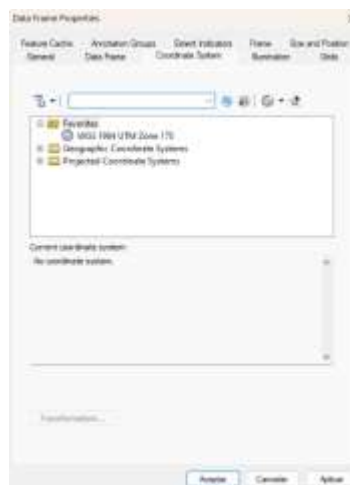 Data Frame Properties
Feature Cache Annotation Groups Extent Indicators Frame Size and Position
General Data Frame Coordinate System Illumination Grids
Favorites
WGS 1984 UTM Zone 17S
Geographic Coordinate Systems
Projected Coordinate Systems
Current coordinate system:
No coordinate system.
Transformations...
Aceptar Cancelar Aplicar